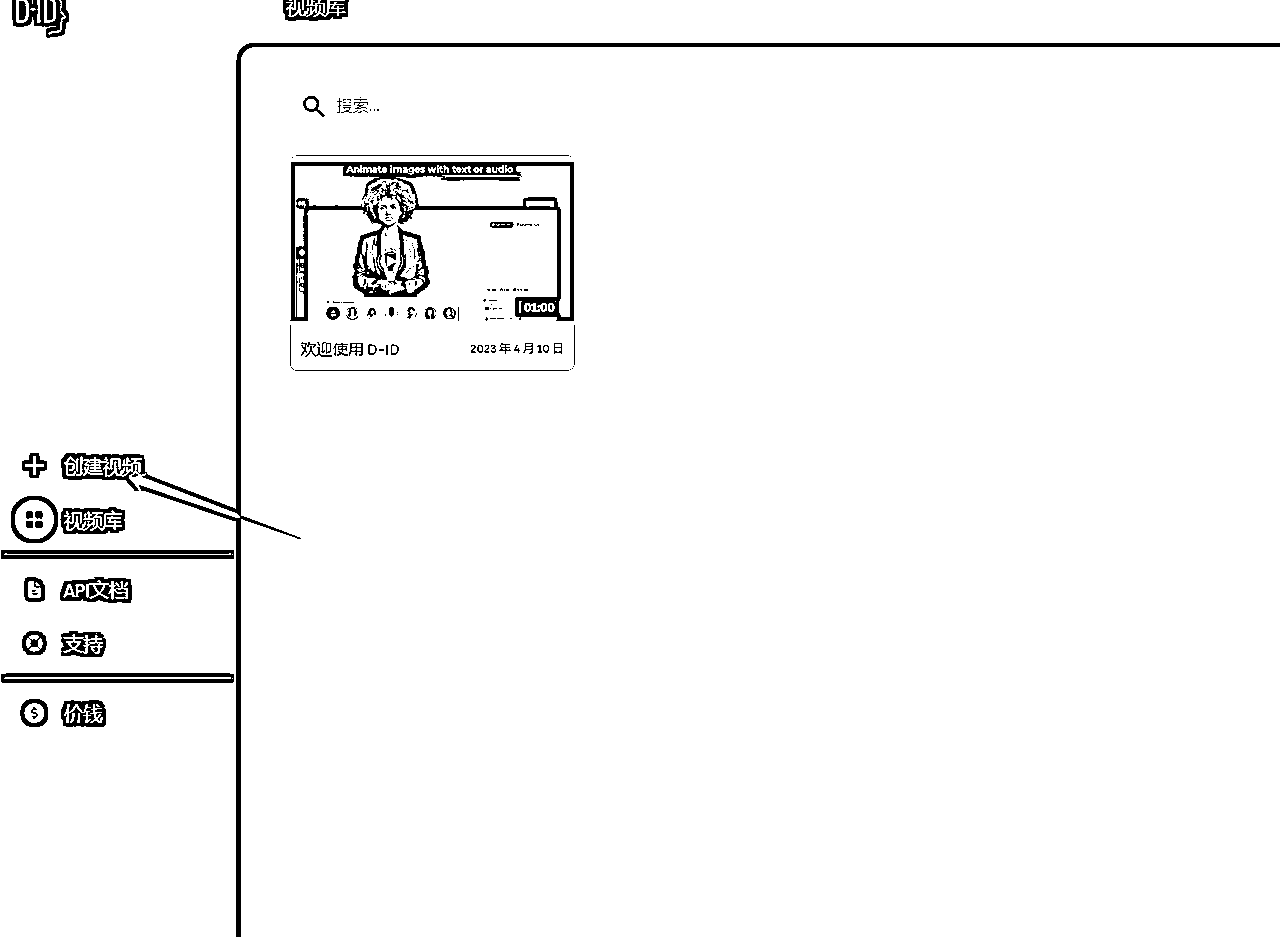 D-ID
视频库
搜索...
Animate images with text or audio
01:00
欢迎使用 D-ID
2023 年 4 月 10 日
创建视频
视频库
API文档
支持
价钱